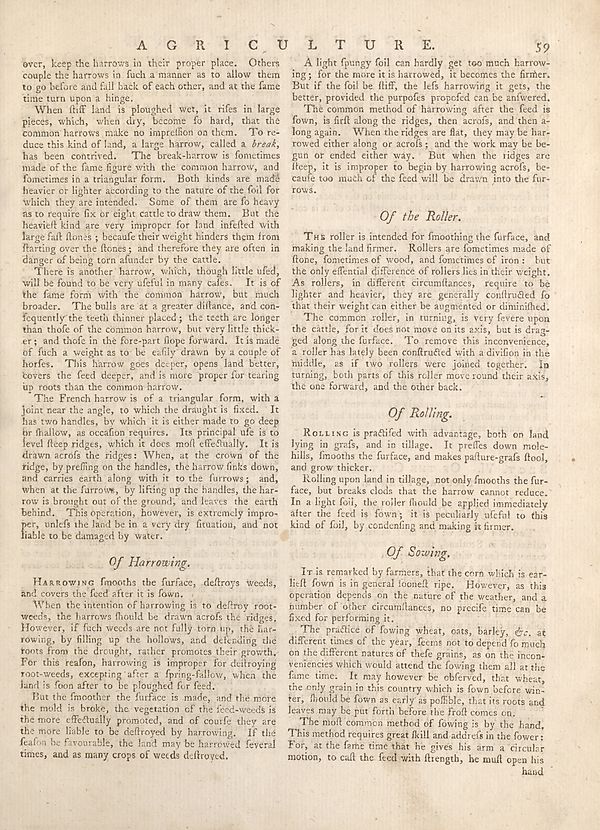 AGRICULTURE. 59
over, keep the harrows in their proper place. Others
couple the harrows in ſuch a manner as to allow them
to go before and fall back of each other, and at the ſame
time turn upon a hinge.
When ſtiff land is ploughed wet, it riſes in large
pieces, which, when dry, become ſo hard, that the
common harrows make no impreſſion on them. To re-
duce this kind of land, a large harrow, called a break,
has been contrived. The break-harrow is ſometimes
made of the ſame figure with the common harrow, and
ſometimes in a triangular form. Both kinds are made
heavier or lighter according to the nature of the ſoil for
which they are intended. Some of them are ſo heavy
as to require ſix or eight cattle to draw them. But the
heavieſt kind are very improper for land infeſted with
large faſt ſtones; becauſe their weight hinders them from
ſtarting over the ſtones; and therefore they are often in
danger of being torn aſunder by the cattle.
There is another harrow, which, though little uſed,
will be found to be very uſeful in many caſes. It is of
the ſame form with the common harrow, but much
broader. The bulls are at a greater diſtance, and con-
ſequently the teeth thinner placed; the teeth are longer
than thoſe of the common harrow, but very little thick-
er; and thoſe in the fore-part ſlope forward. It is made
of ſuch a weight as to be eaſily drawn by a couple of
horſes. This harrow goes deeper, opens land better,
covers the ſeed deeper, and is more proper for tearing
up roots than the common harrow.
The French harrow is of a triangular form, with a
joint near the angle, to which the draught is fixed. It
has two handles, by which it is either made to go deep
or ſhallow, as occaſion requires. Its principal uſe is to
level ſteep ridges, which it does moſt effectually. It is
drawn acroſs the ridges: When, at the crown of the
ridge, by preſſing on the handles, the harrow ſinks down,
and carries earth along with it to the furrows; and,
when at the furrows, by lifting up the handles, the har-
row is brought out of the ground, and leaves the earth
behind. This operation, however, is extremely impro-
per, unleſs the land be in a very dry ſituation, and not
liable to be damaged by water.
Of Harrowing.
HARROWING ſmooths the ſurface, deſtroys weeds,
and covers the ſeed after it is ſown.
When the intention of harrowing is to deſtroy root-
weeds, the harrows ſhould be drawn acroſs the ridges.
However, if ſuch weeds are not fully torn up, the har-
rowing, by filling up the hollows, and defending the
roots from the drought, rather promotes their growth.
For this reaſon, harrowing is improper for deſtroying
root-weeds, excepting after a ſpring-fallow, when the
land is ſoon after to be ploughed for ſeed.
But the ſmoother the ſurface is made, and the more
the mold is broke, the vegetation of the ſeed-weeds is
the more effectually promoted, and of courſe they are
the more liable to be deſtroyed by harrowing. If the
ſeaſon be favourable, the land may be harrowed ſeveral
times, and as many crops of weeds deſtroyed.
A light ſpungy ſoil can hardly get too much harrow-
ing; for the more it is harrowed, it becomes the firmer.
But if the ſoil be ſtiff, the leſs harrowing it gets, the
better, provided the purpoſes propoſed can be anſwered.
The common method of harrowing after the ſeed is
ſown, is firſt along the ridges, then acroſs, and then a-
long again. When the ridges are flat, they may be har-
rowed either along or acroſs; and the work may be be-
gun or ended either way. But when the ridges are
ſteep, it is improper to begin by harrowing acroſs, be-
cauſe too much of the ſeed will be drawn into the fur-
rows.
Of the Roller.
THE roller is intended for ſmoothing the ſurface, and
making the land firmer. Rollers are ſometimes made of
ſtone, ſometimes of wood, and ſometimes of iron: but
the only eſſential difference of rollers lies in their weight.
As rollers, in different circumſtances, require to be
lighter and heavier, they are generally conſtructed ſo
that their weight can either be augmented or diminiſhed.
The common roller, in turning, is very ſevere upon
the cattle, for it does not move on its axis, but is drag-
ged along the ſurface. To remove this inconvenience,
a roller has lately been conſtructed with a diviſion in the
middle, as if two rollers were joined together. In
turning, both parts of this roller move round their axis,
the one forward, and the other back.
Of Rolling.
ROLLING is practiſed with advantage, both on land
lying in graſs, and in tillage. It preſſes down mole-
hills, ſmooths the ſurface, and makes paſture-graſs ſtool,
and grow thicker.
Rolling upon land in tillage, not only ſmooths the ſur-
face, but breaks clods that the harrow cannot reduce.
In a light ſoil, the roller ſhould be applied immediately
after the ſeed is ſown; it is peculiarly uſeful to this
kind of ſoil, by condenſing and making it firmer.
Of Sowing.
IT is remarked by farmers, that the corn which is ear-
lieſt ſown is in general ſooneſt ripe. However, as this
operation depends on the nature of the weather, and a
number of other circumſtances, no preciſe time can be
fixed for performing it.
The practice of ſowing wheat, oats, barley, &c. at
different times of the year, ſeems not to depend ſo much
on the different natures of theſe grains, as on the incon-
veniencies which would attend the ſowing them all at the
ſame time. It may however be obſerved, that wheat,
the only grain in this country which is ſown before win-
ter, ſhould be ſown as early as poſſible, that its roots and
leaves may be put forth before the froſt comes on.
The moſt common method of ſowing is by the hand.
This method requires great ſkill and addreſs in the ſower:
For, at the ſame time that he gives his arm a circular
motion, to caſt the ſeed with ſtrength, he muſt open his
hand